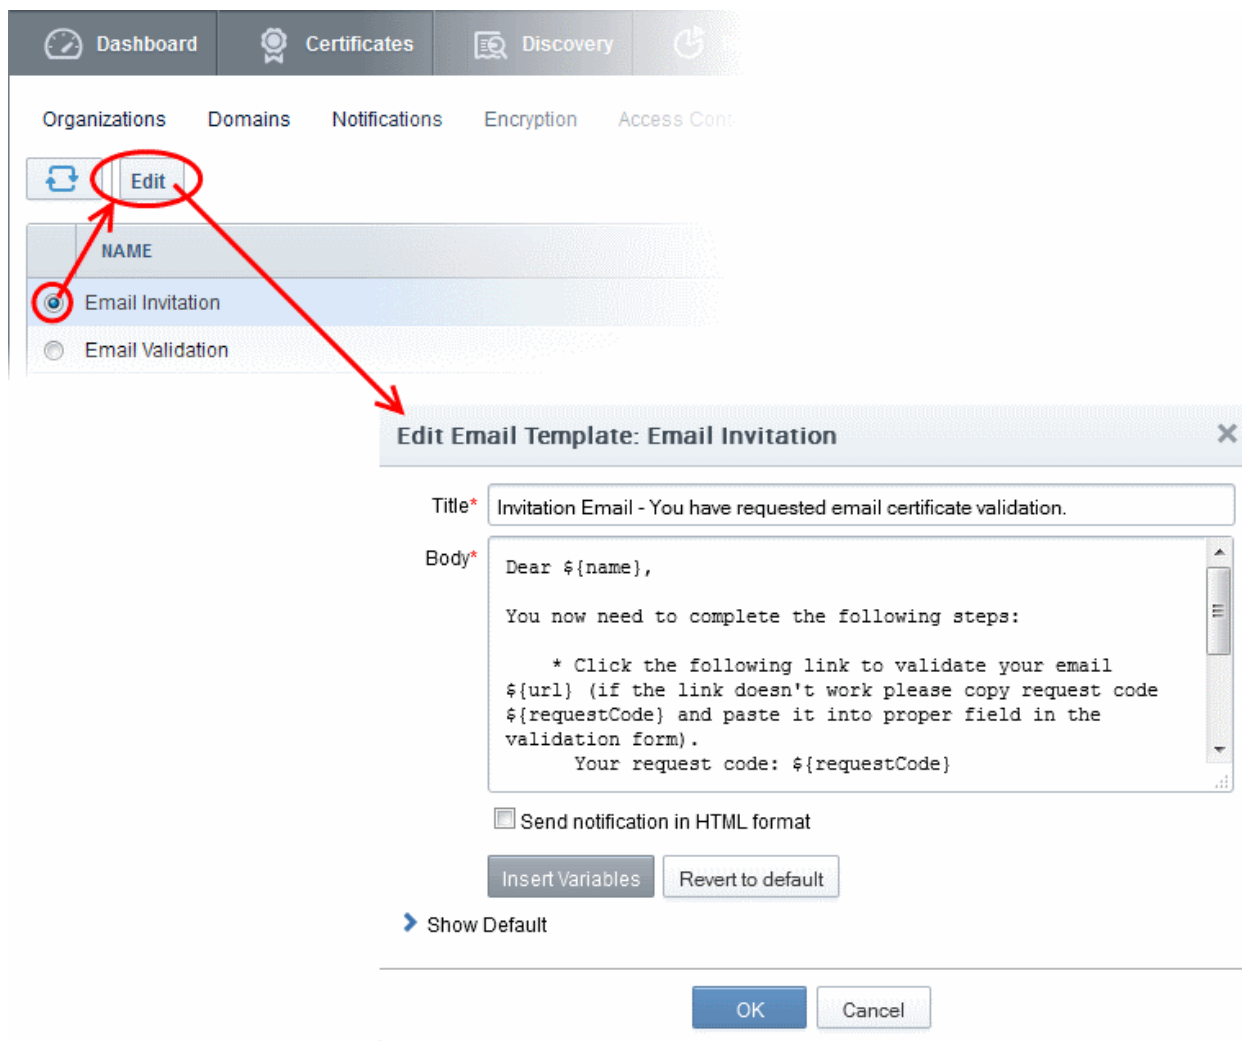 Dashboard Certificates Discovery
Organizations Domains Notifications Encryption Access Cont
Edit
NAME
Email Invitation
Email Validation
Edit Email Template: Email Invitation
Title* Invitation Email - You have requested email certificate validation.
Body* Dear ${name},
You now need to complete the following steps:
* Click the following link to validate your email
${url} (if the link doesn't work please copy request code
${requestCode} and paste it into proper field in the
validation form).
Your request code: ${requestCode}
Send notification in HTML format
Insert Variables Revert to default
Show Default
OK Cancel